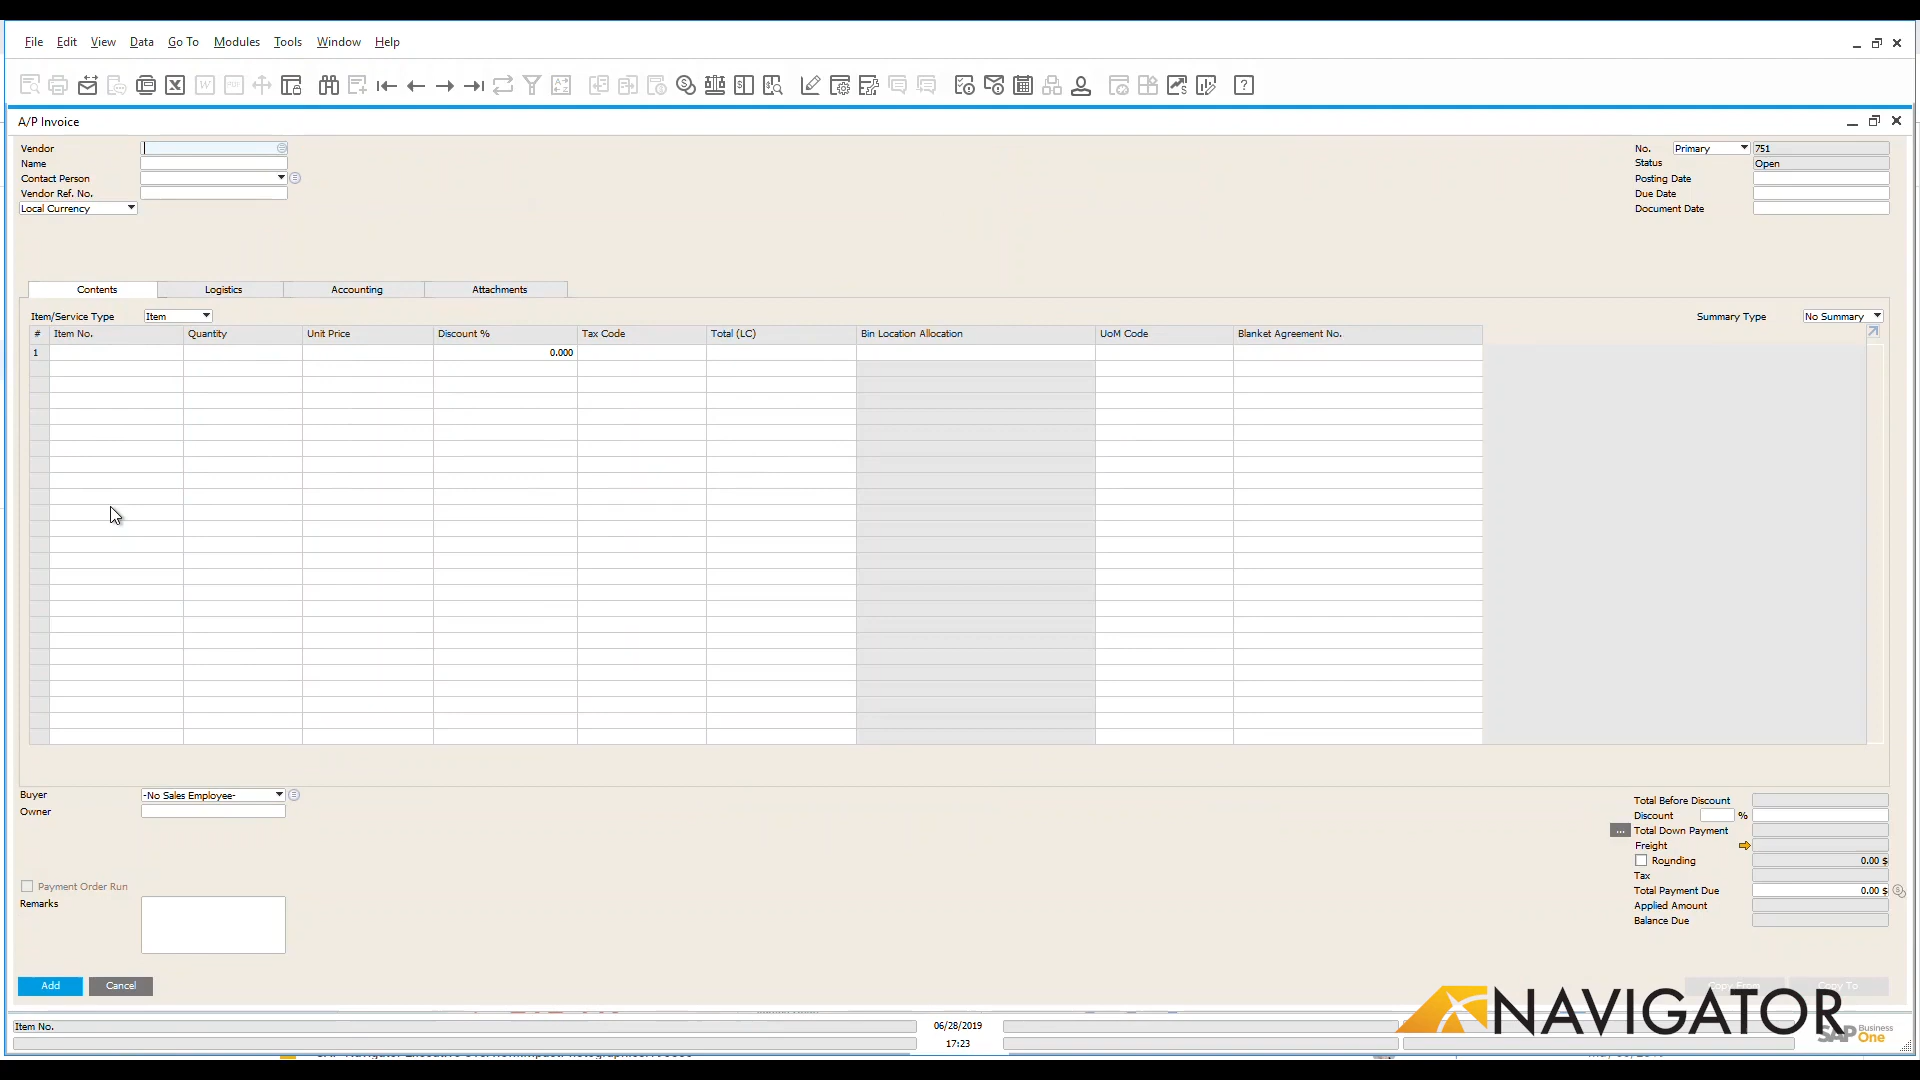 File Edit View Data Go To Modules Tools Window Help
A/P Invoice
Vendor
Name
Contact Person
Vendor Ref. No.
Local Currency
No. Primary 751
Status Open
Posting Date
Due Date
Document Date
Contents Logistics Accounting Attachments
Item/Service Type Item
Summary Type No Summary
# Item No. Quantity Unit Price Discount % Tax Code Total (LC) Bin Location Allocation UoM Code Blanket Agreement No.
1 0.000
Buyer -No Sales Employee-
Owner
Payment Order Run
Remarks
Total Before Discount
Discount %
... Total Down Payment
Freight
Rounding 0.00 $
Tax
Total Payment Due 0.00 $
Applied Amount
Balance Due
Add Cancel
Copy From Copy To
NAVIGATOR
SAP Business One
Item No. 06/28/2019
17:23